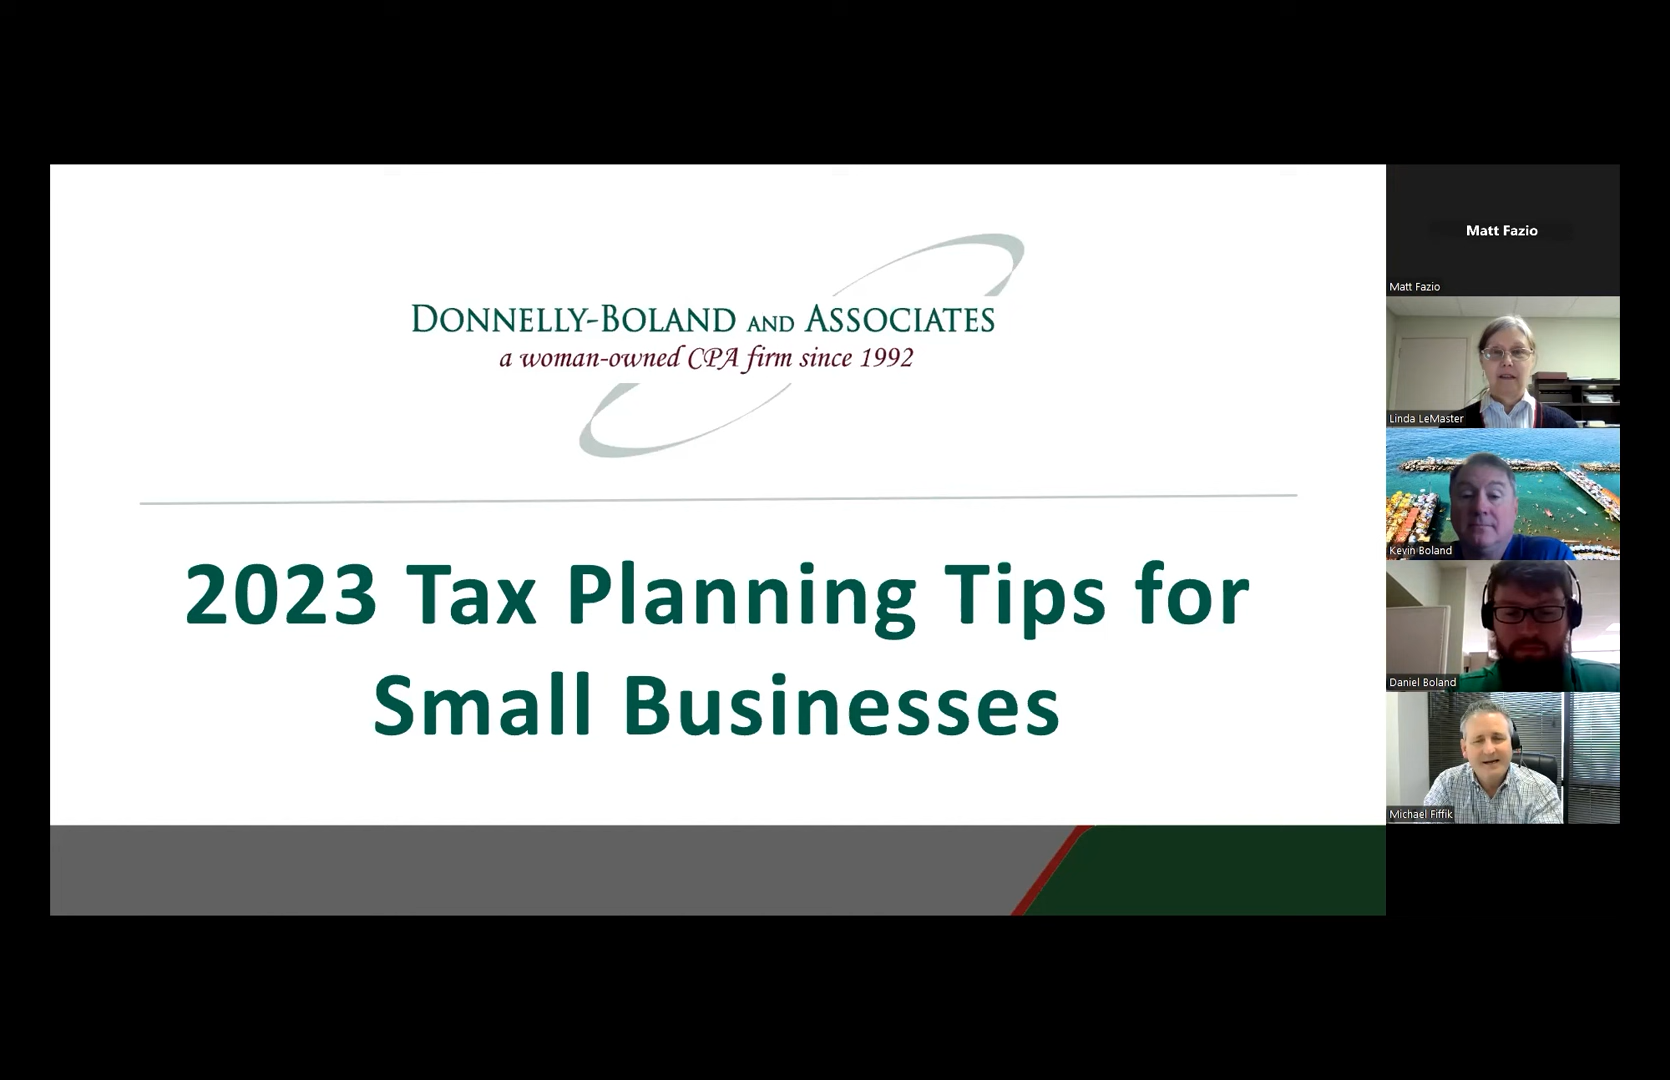 DONNELLY-BOLAND AND ASSOCIATES
a woman-owned CPA firm since 1992
2023 Tax Planning Tips for
Small Businesses
Matt Fazio
Matt Fazio
Linda LeMaster
Kevin Boland
Daniel Boland
Michael Fiffik